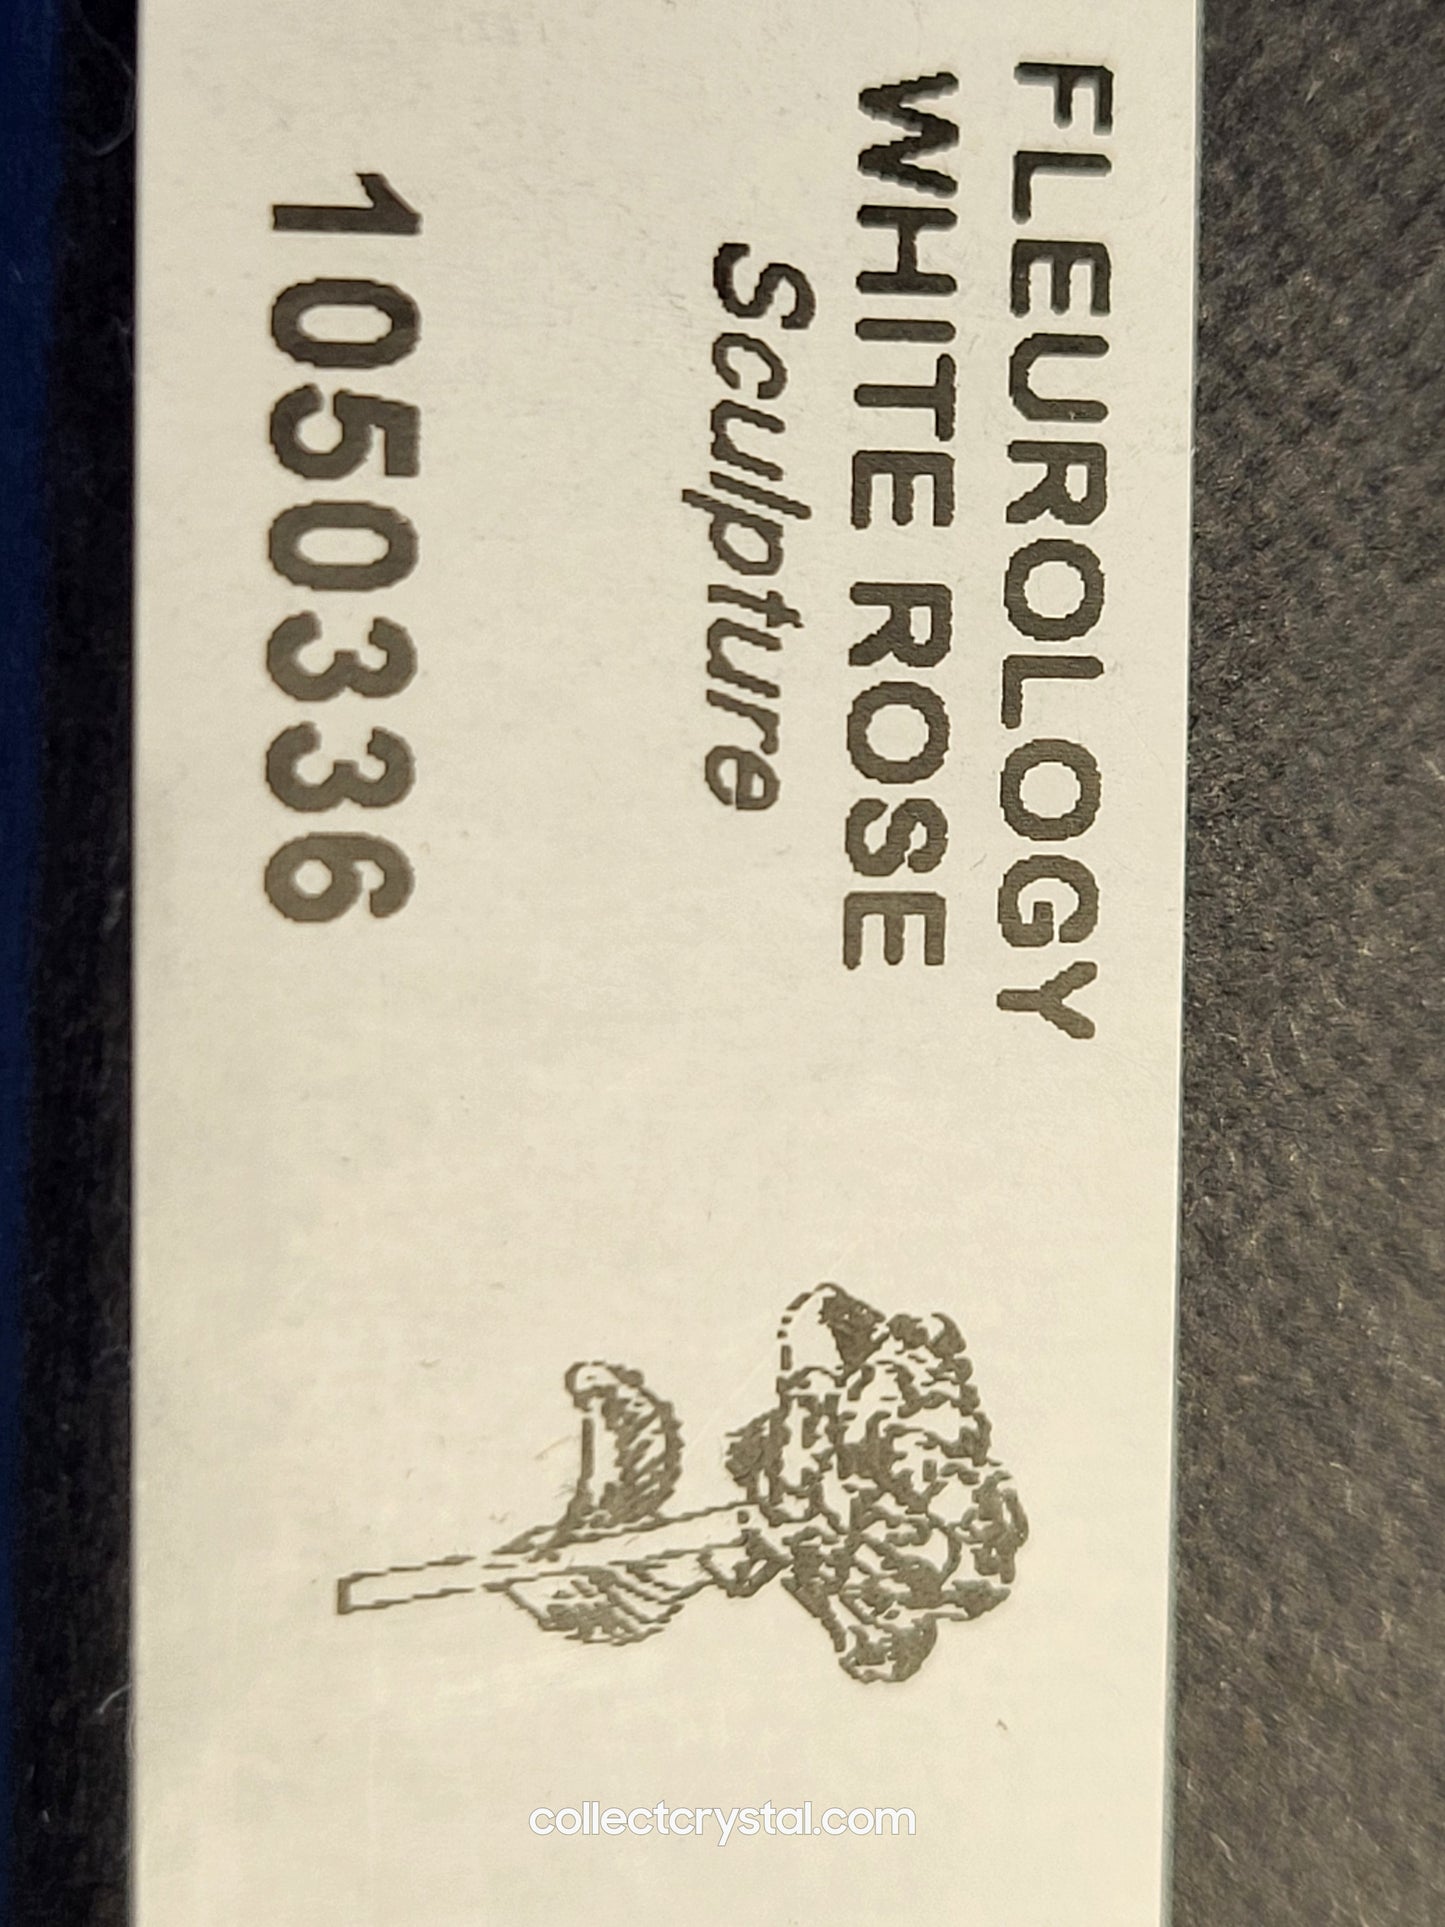 FLEUROLOGY
WHITE ROSE
Sculpture
1050336
collectcrystal.com